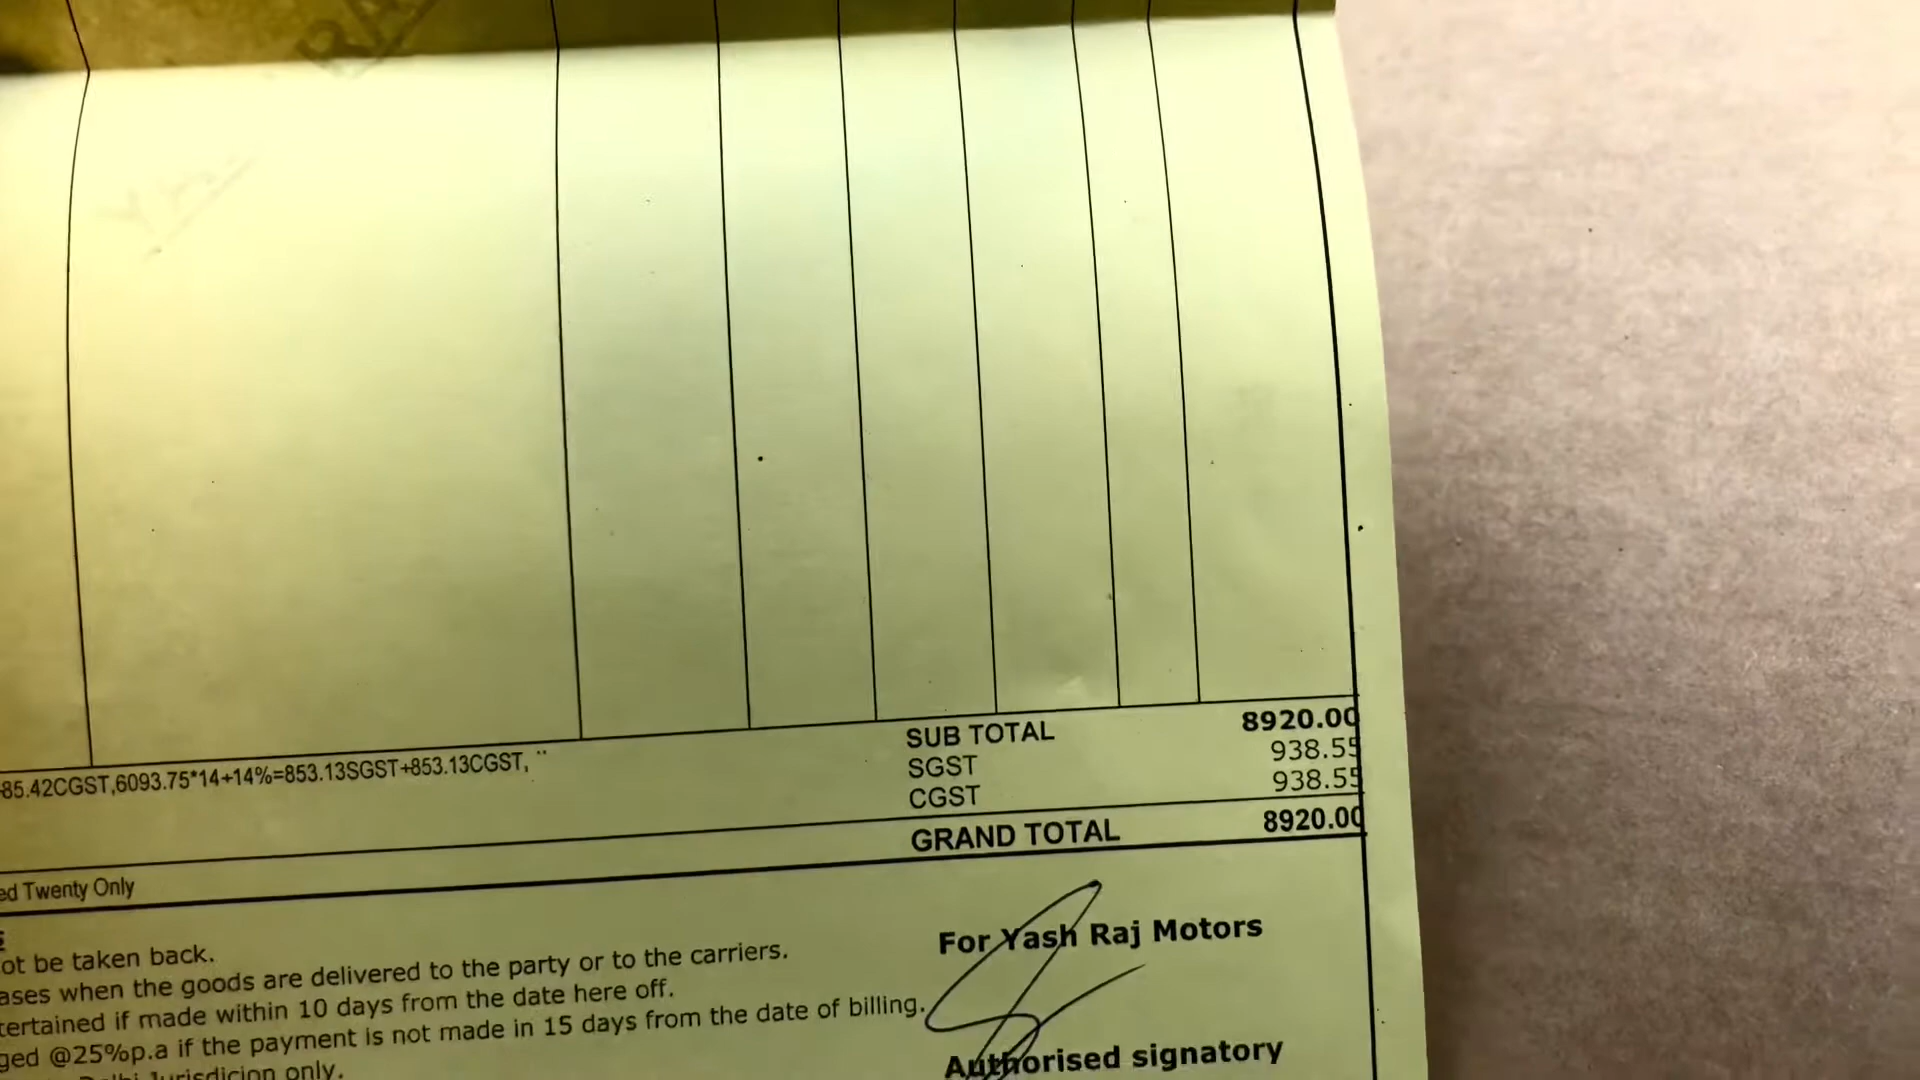 SUB TOTAL 8920.00
85.42CGST,6093.75*14+14%=853.13SGST+853.13CGST, ¨
SGST 938.55
CGST 938.55
GRAND TOTAL 8920.00
ed Twenty Only
ot be taken back.
ases when the goods are delivered to the party or to the carriers.
tertained if made within 10 days from the date here off.
ged @25%p.a if the payment is not made in 15 days from the date of billing.
Jurisdicion only.
For Yash Raj Motors
Authorised signatory